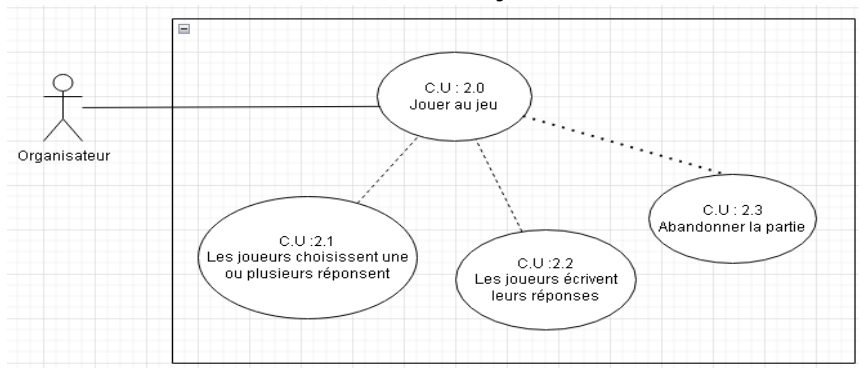 C.U : 2.0
Jouer au jeu
Organisateur
C.U :2.1
Les joueurs choisissent une
ou plusieurs réponsent
C.U :2.2
Les joueurs écrivent
leurs réponses
C.U : 2.3
Abandonner la partie